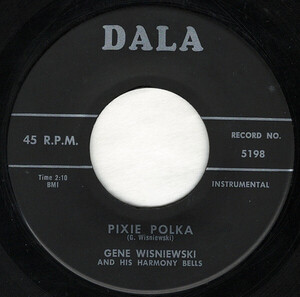 DALA
45 R.P.M.
RECORD NO.
5198
Time 2:18
BMI
INSTRUMENTAL
PIXIE POLKA
(G. Wisniewski)
GENE WISNIEWSKI
AND HIS HARMONY BELLS